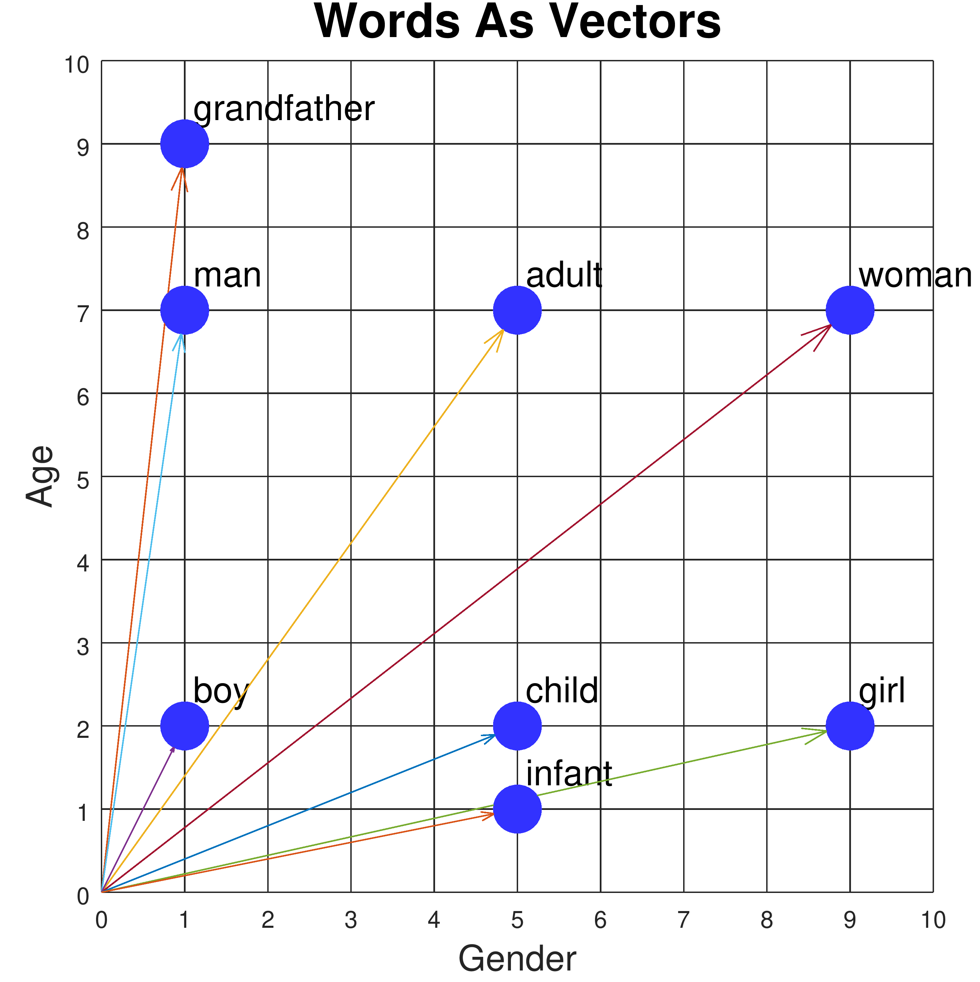 Words As Vectors
10
grandfather
9
8
man
adult
woman
7
6
5
Age
4
3
boy
child
girl
2
infant
1
0
0 1 2 3 4 5 6 7 8 9 10
Gender